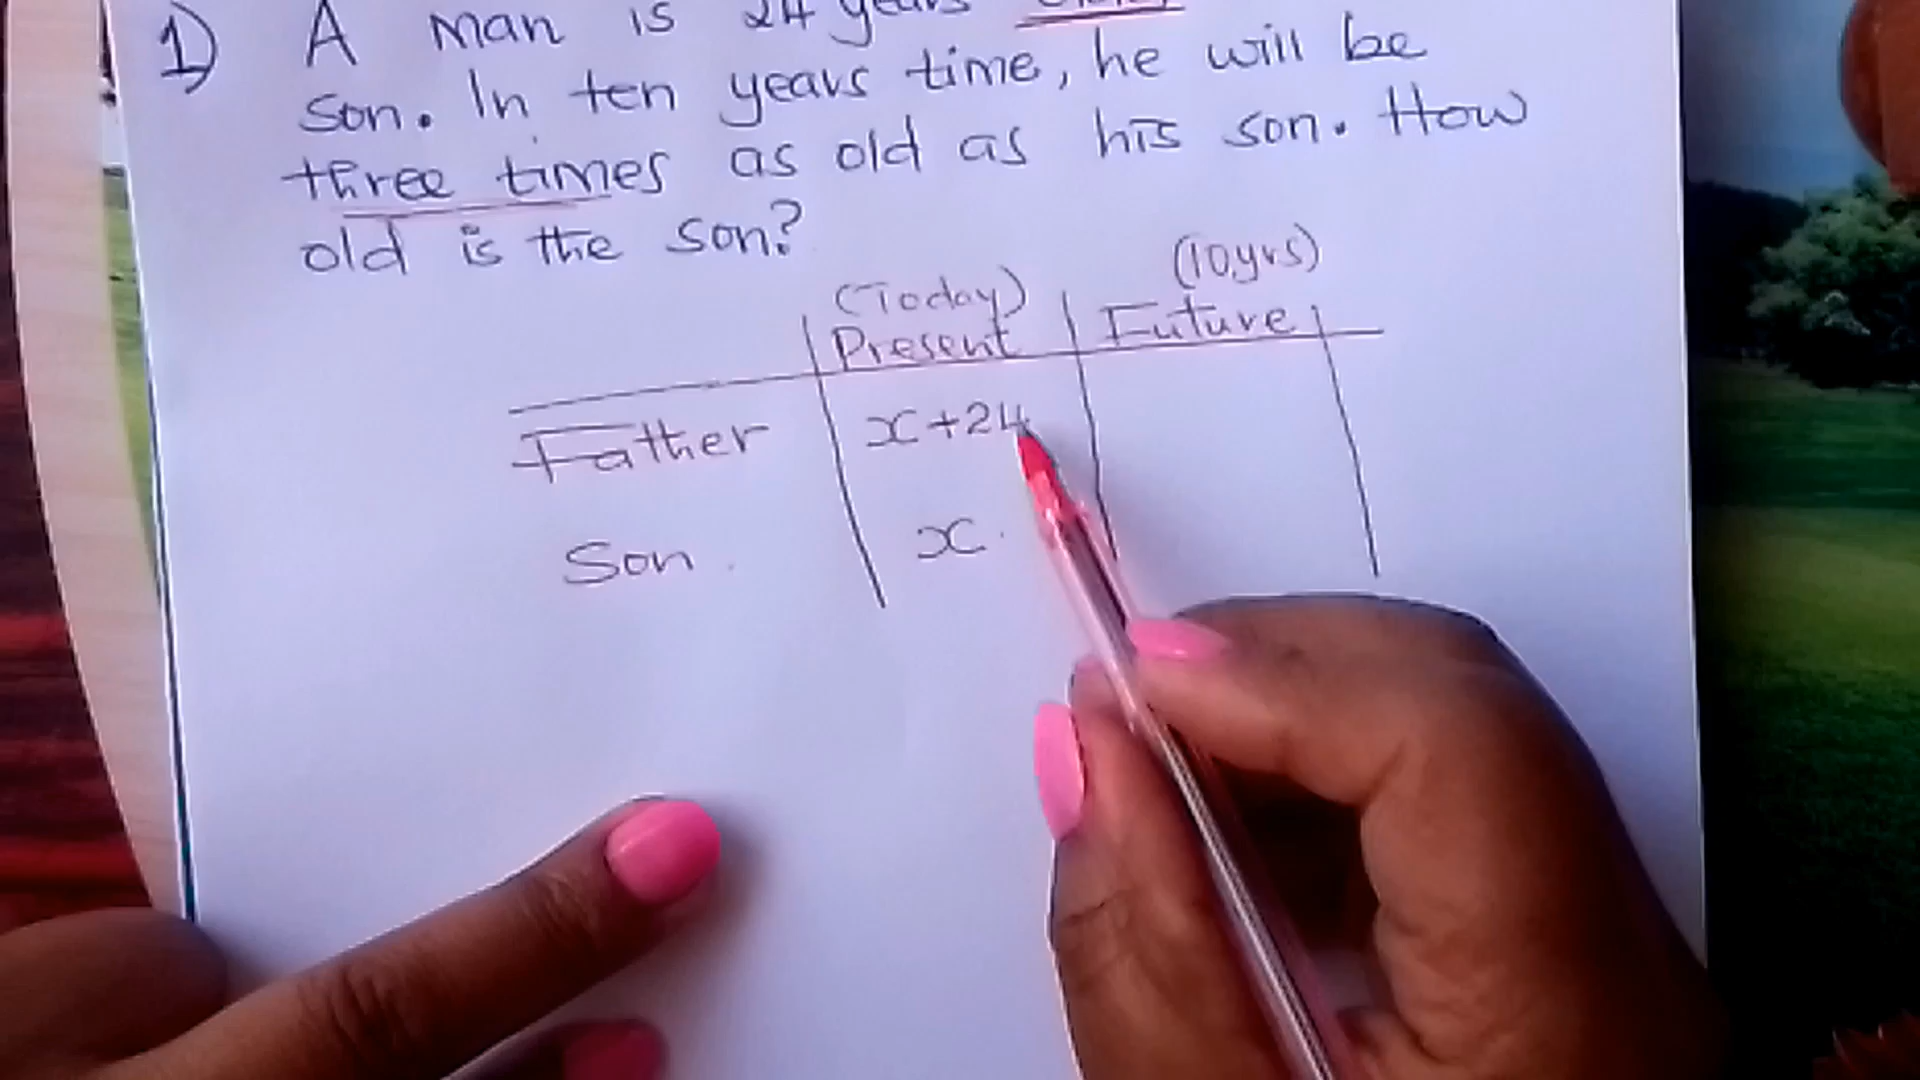 1) A man is 24 years
son. In ten years time, he will be
three times as old as his son. How
old is the son?
(Today) (10yrs)
Present Future
Father x+24
Son x